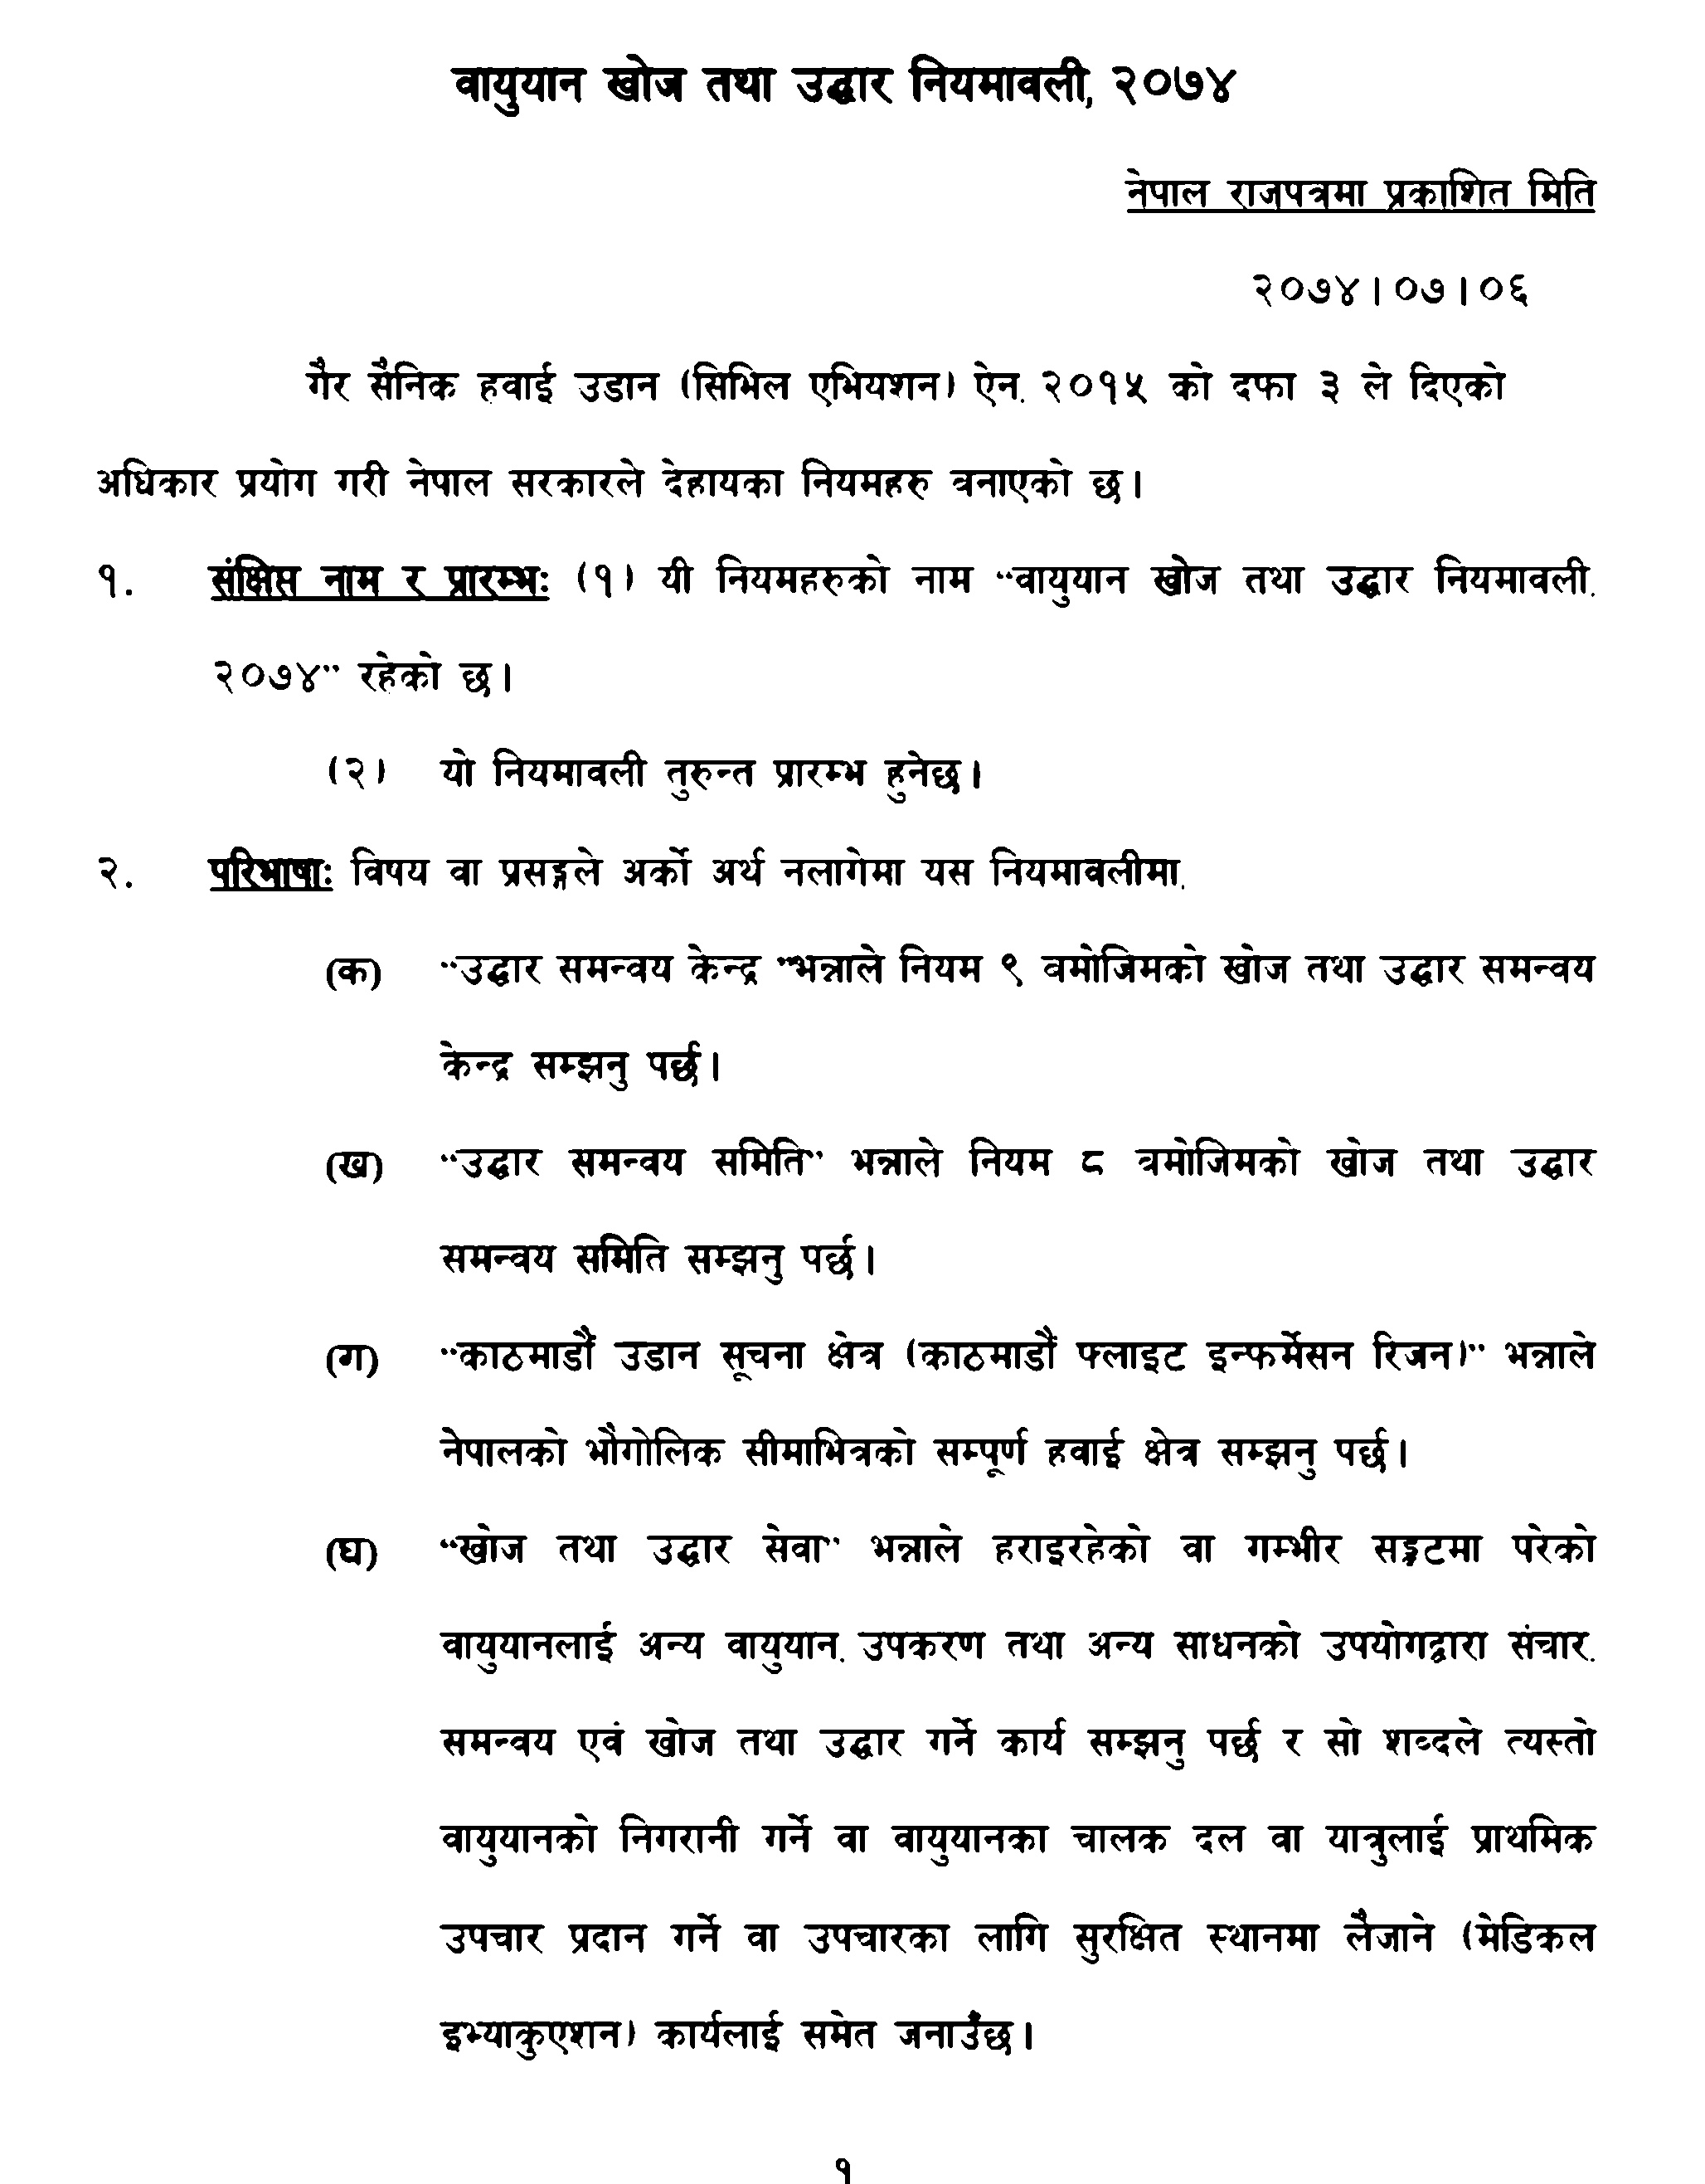 वायुयान खोज तथा उद्धार नियमावली, २०७४
नेपाल राजपत्रमा प्रकाशित मिति
२०७४।०७।०६
गैर सैनिक हवाई उडान (सिभिल एभियशन) ऐन, २०१५ को दफा ३ ले दिएको
अधिकार प्रयोग गरी नेपाल सरकारले देहायका नियमहरु बनाएको छ।
१. संक्षिप्त नाम र प्रारम्भः (१) यी नियमहरुको नाम "वायुयान खोज तथा उद्धार नियमावली,
२०७४" रहेको छ।
(२) यो नियमावली तुरुन्त प्रारम्भ हुनेछ।
२. परिभाषाः विषय वा प्रसङ्गले अर्को अर्थ नलागेमा यस नियमावलीमा,
(क) "उद्धार समन्वय केन्द्र "भन्नाले नियम ९ बमोजिमको खोज तथा उद्धार समन्वय
केन्द्र सम्झनु पर्छ।
(ख) "उद्धार समन्वय समिति" भन्नाले नियम ८ बमोजिमको खोज तथा उद्धार
समन्वय समिति सम्झनु पर्छ।
(ग) "काठमाडौं उडान सूचना क्षेत्र (काठमाडौं फ्लाइट इन्फर्मेसन रिजन)" भन्नाले
नेपालको भौगोलिक सीमाभित्रको सम्पूर्ण हवाई क्षेत्र सम्झनु पर्छ।
(घ) "खोज तथा उद्धार सेवा" भन्नाले हराइरहेको वा गम्भीर सङ्कटमा परेको
वायुयानलाई अन्य वायुयान, उपकरण तथा अन्य साधनको उपयोगद्वारा संचार,
समन्वय एवं खोज तथा उद्धार गर्ने कार्य सम्झनु पर्छ र सो शब्दले त्यस्तो
वायुयानको निगरानी गर्ने वा वायुयानका चालक दल वा यात्रुलाई प्राथमिक
उपचार प्रदान गर्ने वा उपचारका लागि सुरक्षित स्थानमा लैजाने (मेडिकल
इभ्याकुएशन) कार्यलाई समेत जनाउँछ।
१